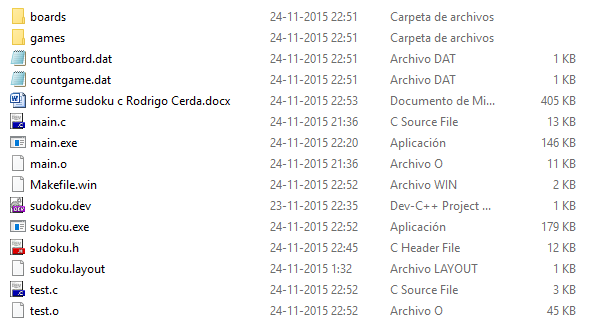 boards 24-11-2015 22:51 Carpeta de archivos
games 24-11-2015 22:51 Carpeta de archivos
countboard.dat 24-11-2015 22:51 Archivo DAT 1 KB
countgame.dat 24-11-2015 22:51 Archivo DAT 1 KB
informe sudoku c Rodrigo Cerda.docx 24-11-2015 22:53 Documento de Mi... 405 KB
main.c 24-11-2015 21:36 C Source File 13 KB
main.exe 24-11-2015 22:20 Aplicación 146 KB
main.o 24-11-2015 21:36 Archivo O 11 KB
Makefile.win 24-11-2015 22:52 Archivo WIN 2 KB
sudoku.dev 23-11-2015 22:35 Dev-C++ Project ... 1 KB
sudoku.exe 24-11-2015 22:52 Aplicación 179 KB
sudoku.h 24-11-2015 22:45 C Header File 12 KB
sudoku.layout 24-11-2015 1:32 Archivo LAYOUT 1 KB
test.c 24-11-2015 22:52 C Source File 3 KB
test.o 24-11-2015 22:52 Archivo O 45 KB